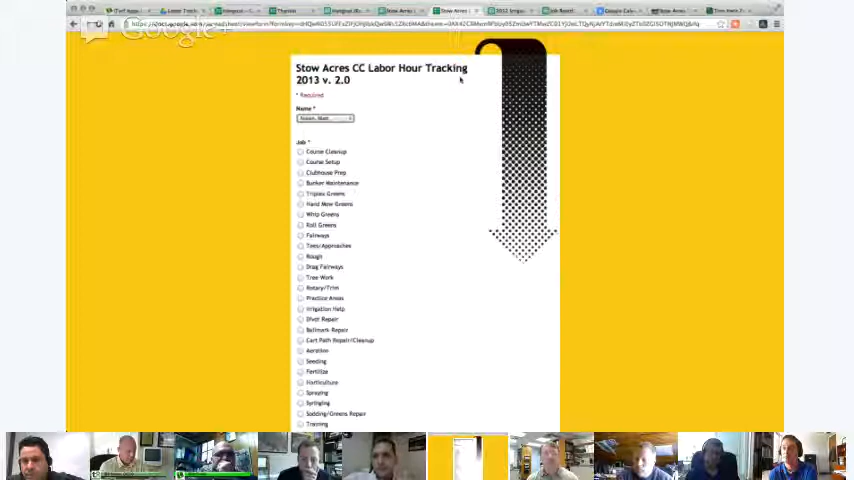 Google+
Stow Acres CC Labor Hour Tracking
2013 v. 2.0
* Required
Name *
Nolan, Matt
Job *
Course Cleanup
Course Setup
Clubhouse Prep
Bunker Maintenance
Triplex Greens
Hand Mow Greens
Whip Greens
Roll Greens
Fairways
Tees/Approaches
Rough
Drag Fairways
Tree Work
Rotary/Trim
Practice Areas
Irrigation Help
Divot Repair
Ballmark Repair
Cart Path Repair/Cleanup
Aeration
Seeding
Fertilize
Horticulture
Spraying
Syringing
Sodding/Greens Repair
Training